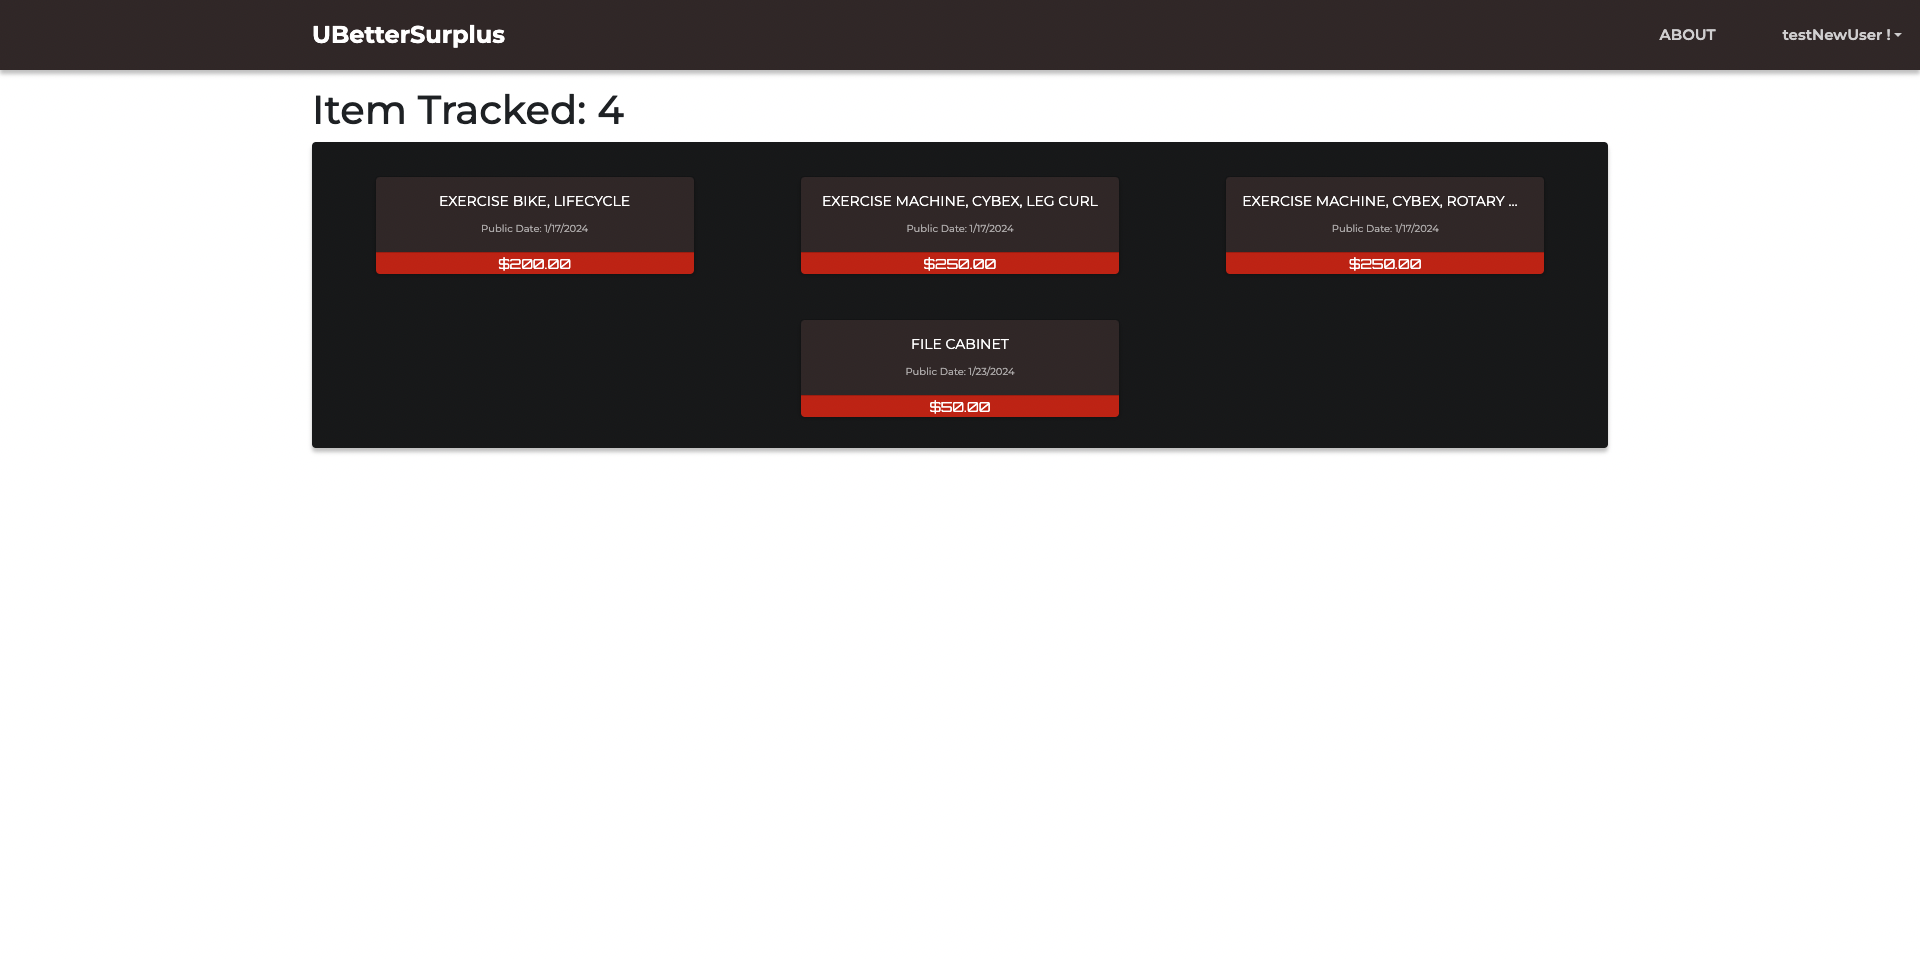 UBetterSurplus
ABOUT
testNewUser !
Item Tracked: 4
EXERCISE BIKE, LIFECYCLE
Public Date: 1/17/2024
$200.00
EXERCISE MACHINE, CYBEX, LEG CURL
Public Date: 1/17/2024
$250.00
EXERCISE MACHINE, CYBEX, ROTARY ...
Public Date: 1/17/2024
$250.00
FILE CABINET
Public Date: 1/23/2024
$50.00